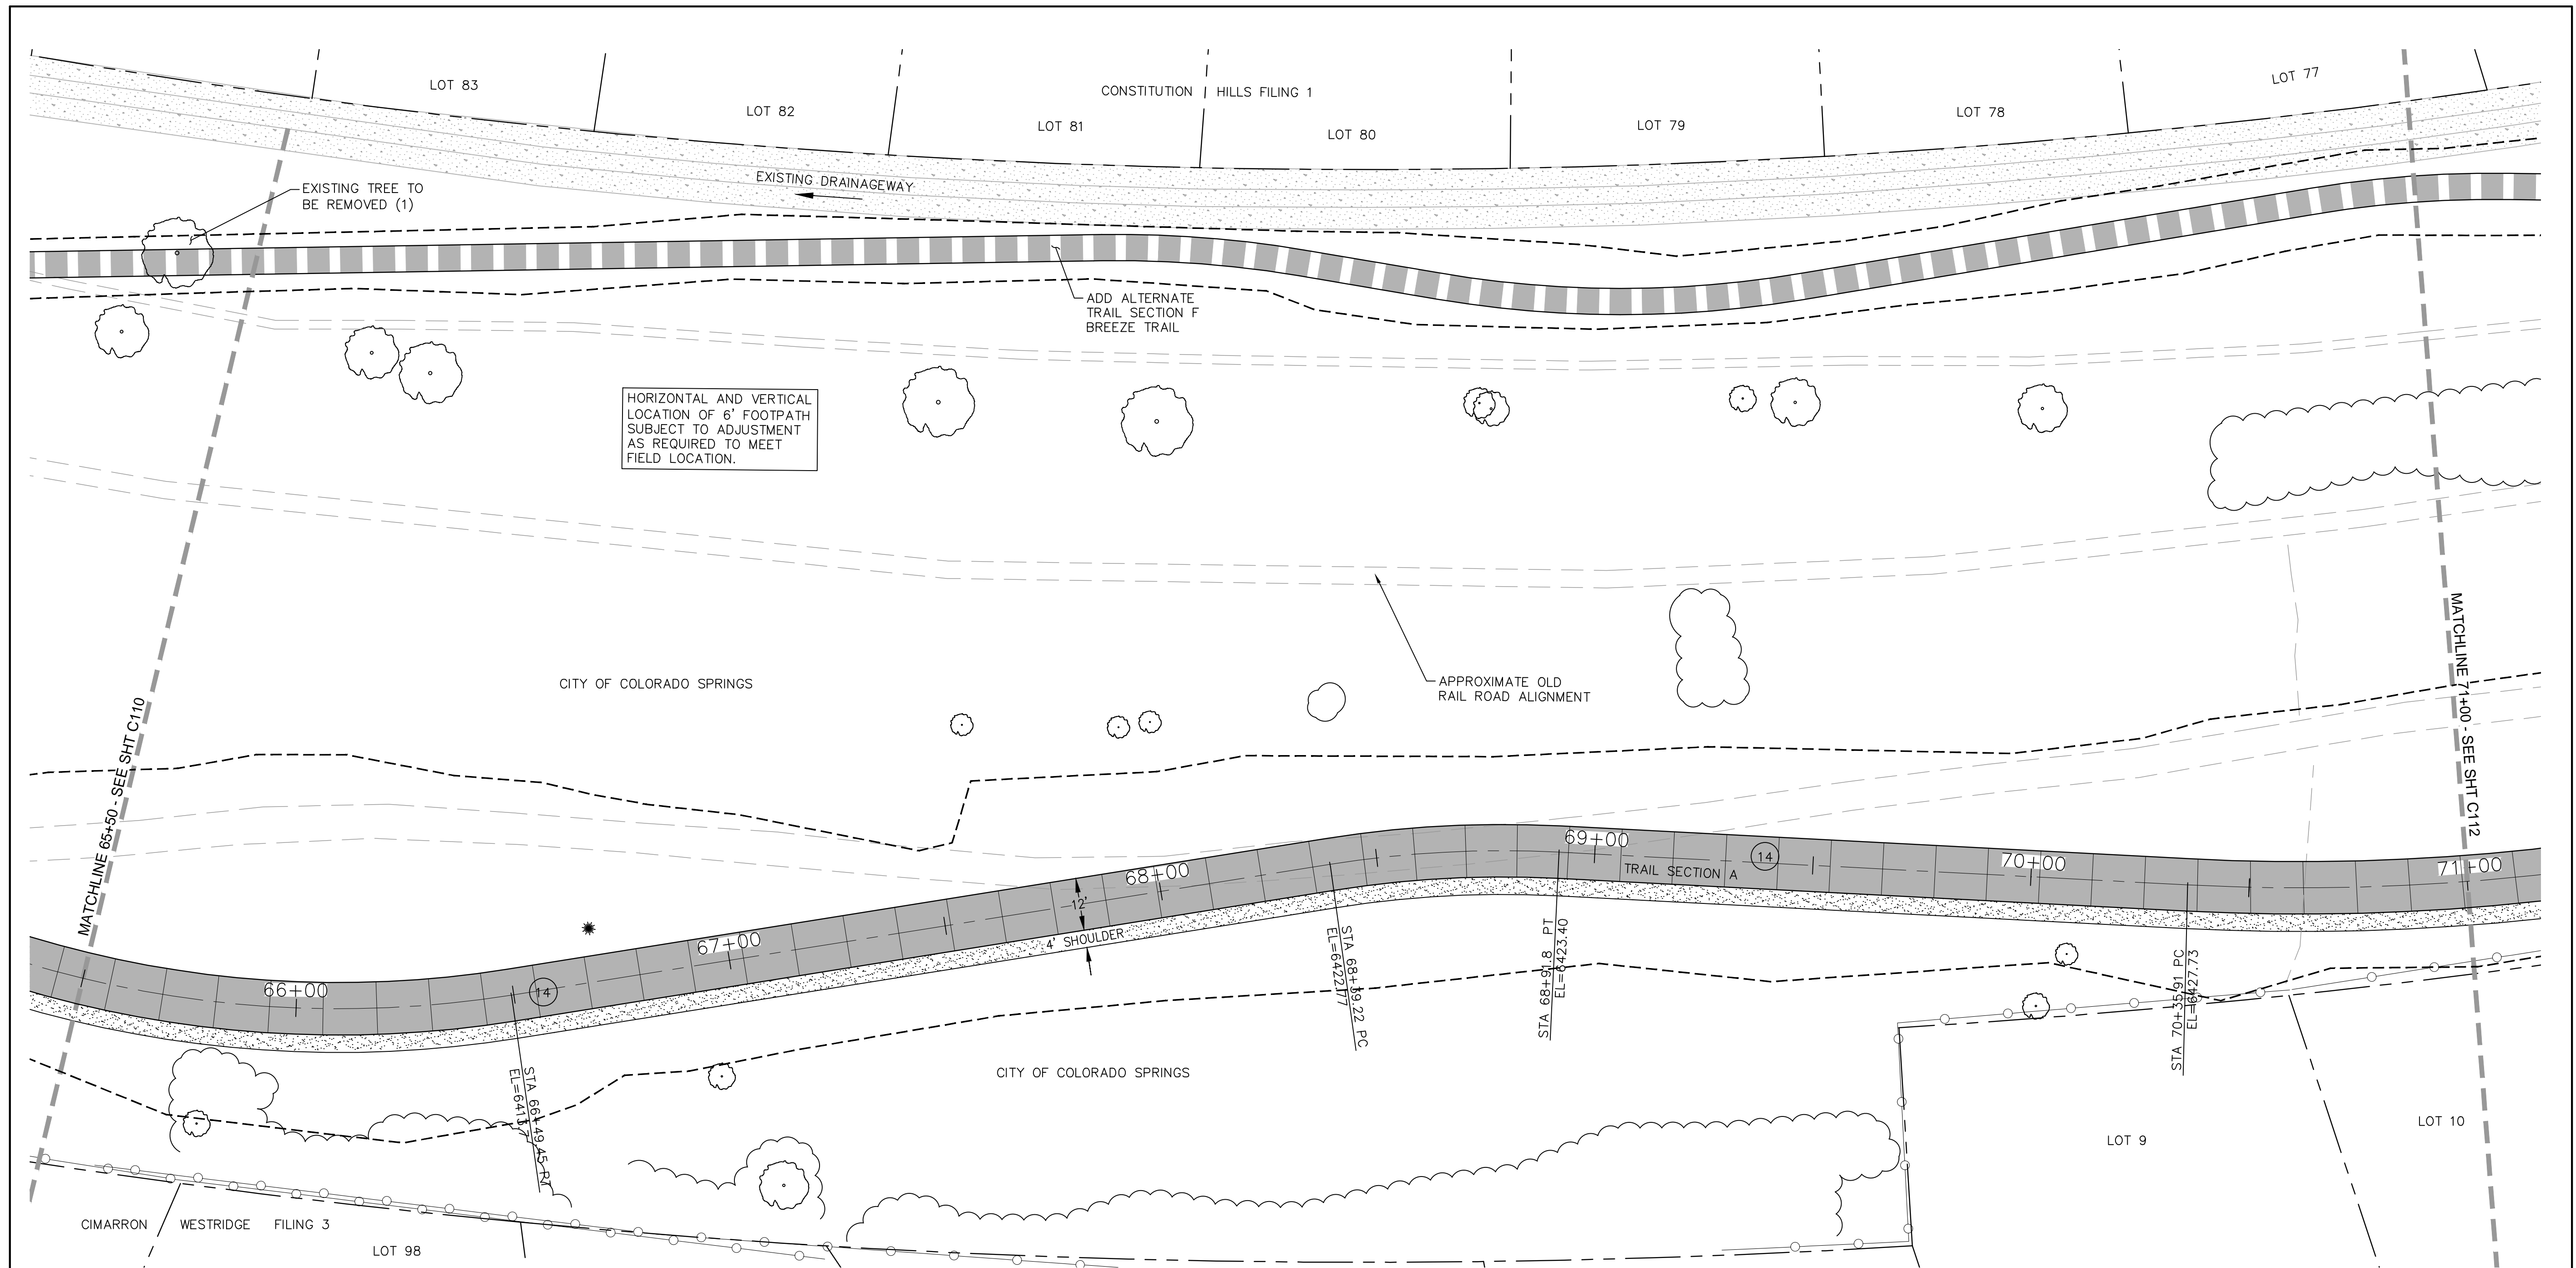 LOT 83
LOT 82
CONSTITUTION HILLS FILING 1
LOT 81
LOT 80
LOT 79
LOT 78
LOT 77
EXISTING TREE TO
BE REMOVED (1)
EXISTING DRAINAGEWAY
ADD ALTERNATE
TRAIL SECTION F
BREEZE TRAIL
HORIZONTAL AND VERTICAL
LOCATION OF 6' FOOTPATH
SUBJECT TO ADJUSTMENT
AS REQUIRED TO MEET
FIELD LOCATION.
MATCHLINE 65+50 - SEE SHT C110
CITY OF COLORADO SPRINGS
APPROXIMATE OLD
RAIL ROAD ALIGNMENT
MATCHLINE 71+00 - SEE SHT C112
66+00
14
67+00
12'
4' SHOULDER
68+00
69+00
TRAIL SECTION A
14
70+00
71+00
STA 66+49.45 PT
STA 68+39.22 PC
EL=6422.77
STA 68+91.8 PT
EL=6423.40
STA 70+35.91 PC
EL=6427.73
CITY OF COLORADO SPRINGS
LOT 9
LOT 10
CIMARRON WESTRIDGE FILING 3
LOT 98